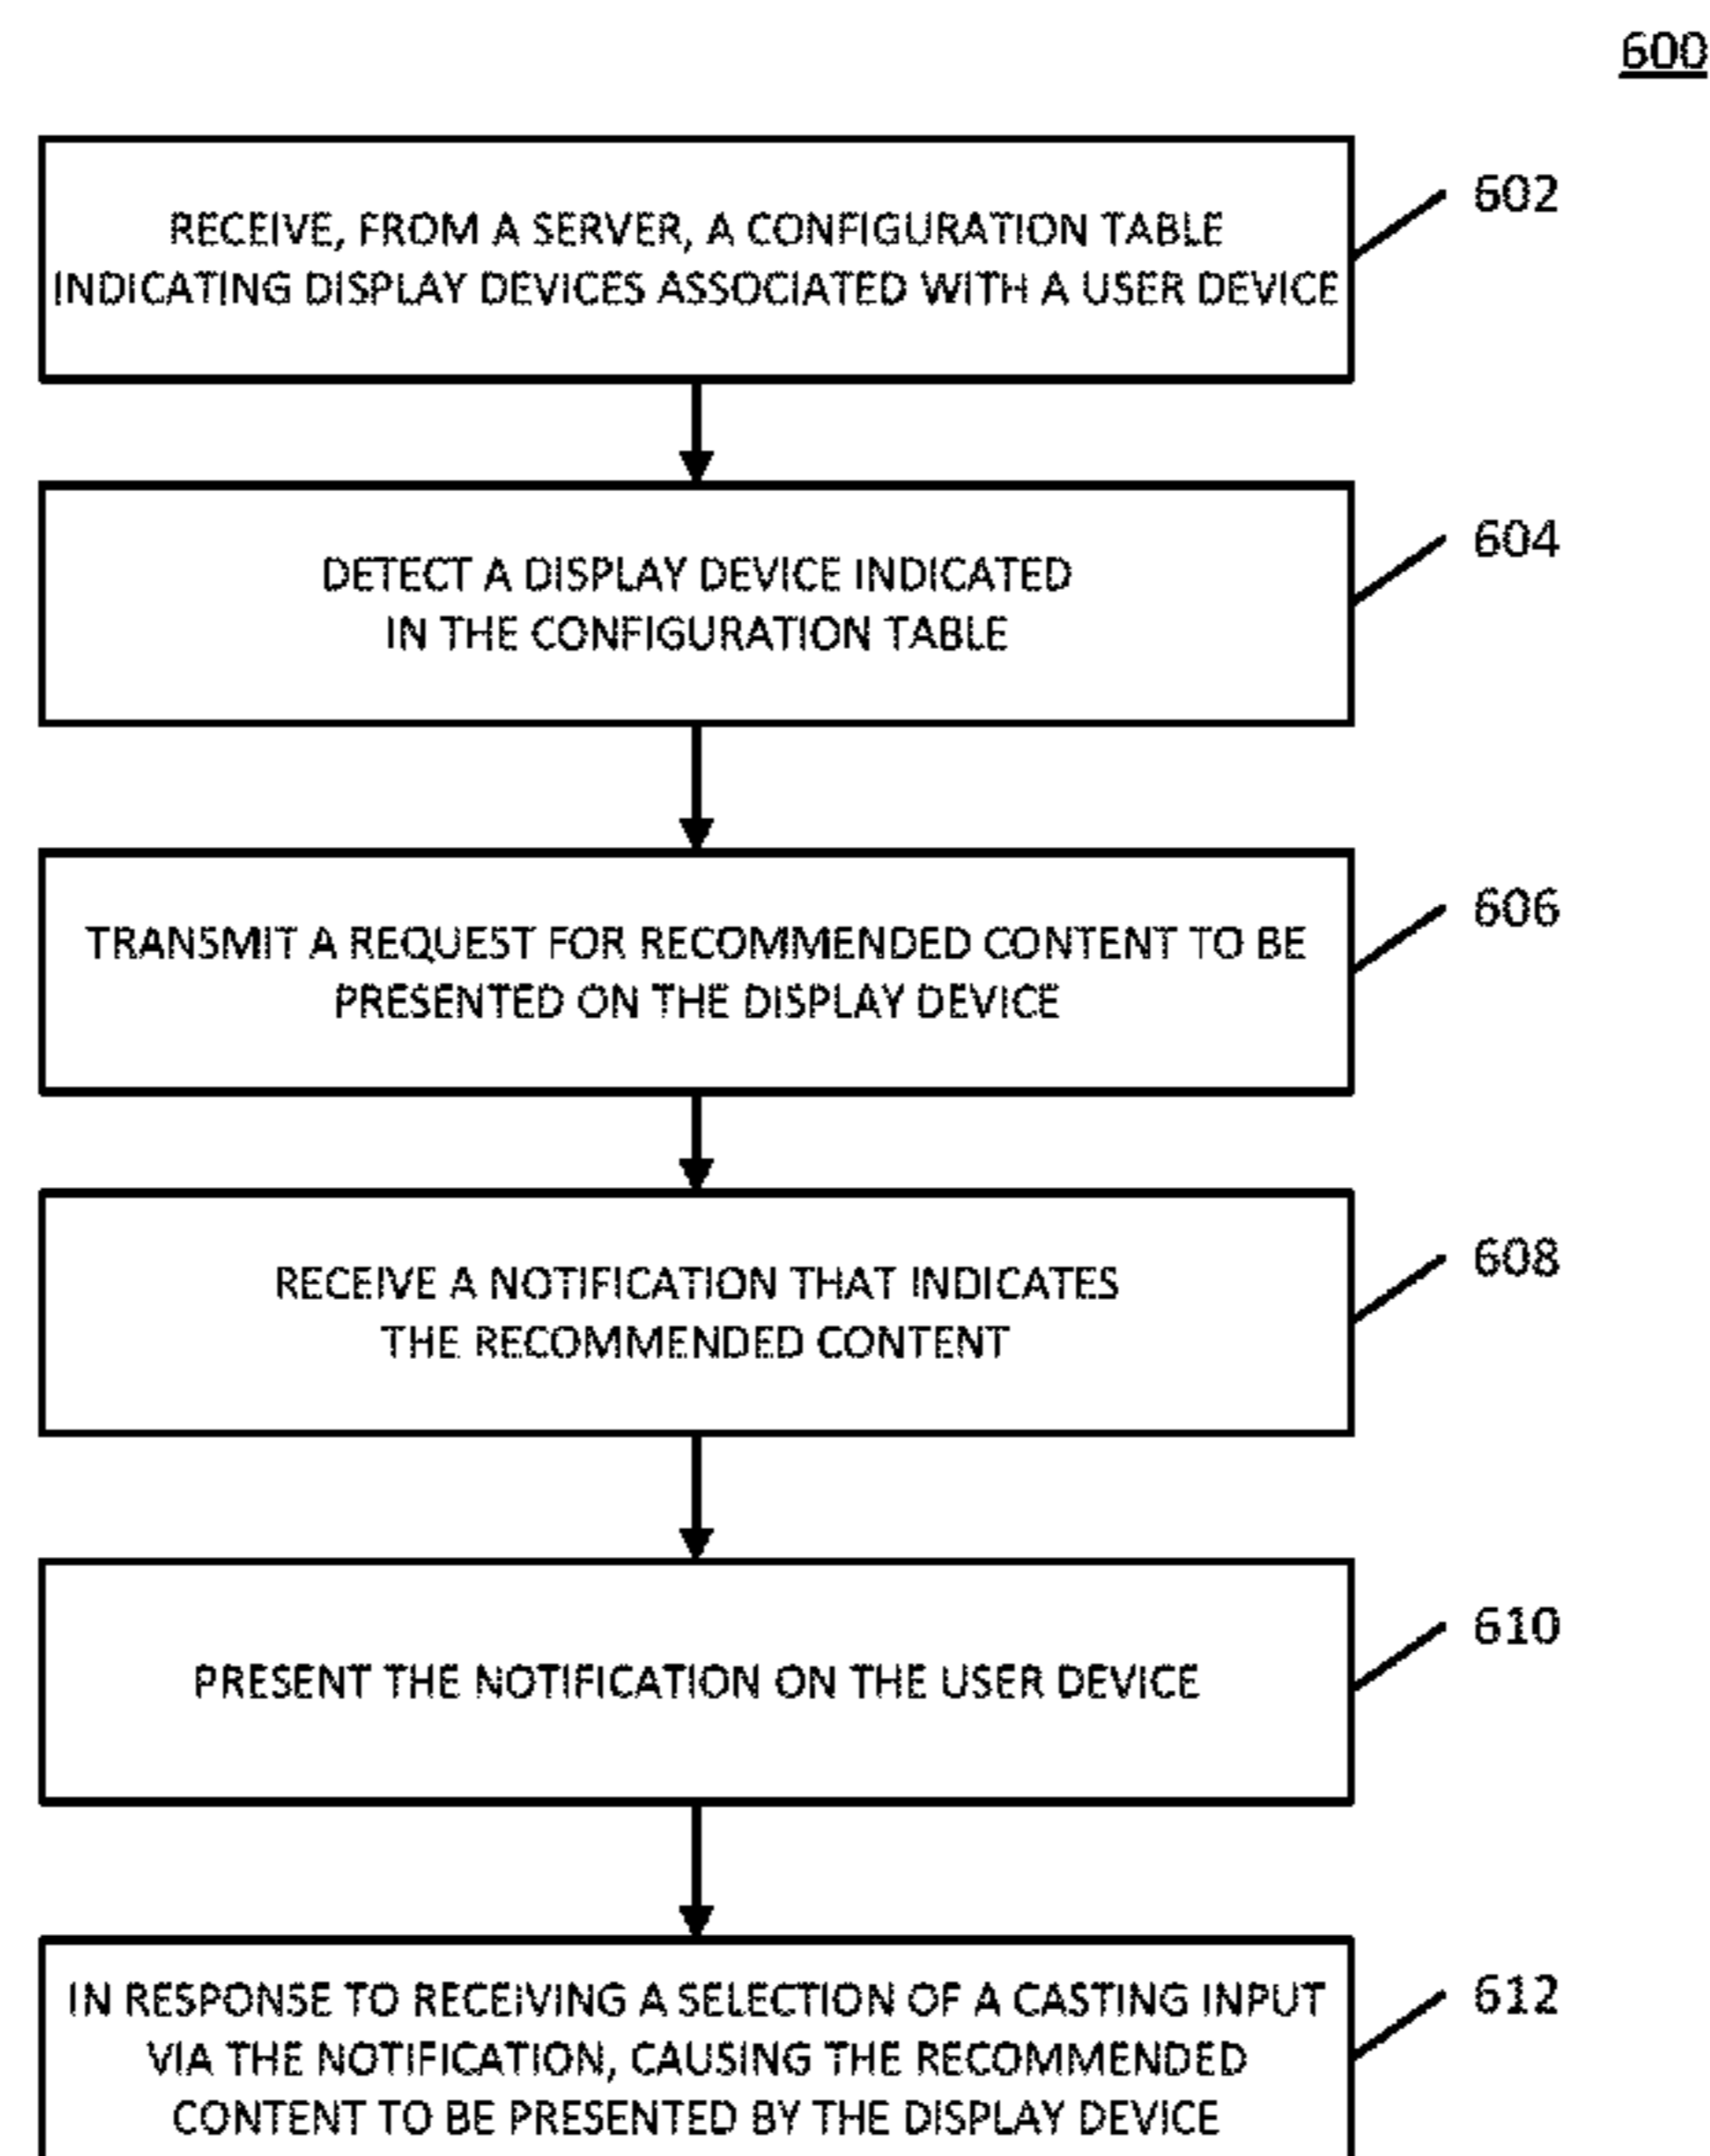 600
RECEIVE, FROM A SERVER, A CONFIGURATION TABLE
INDICATING DISPLAY DEVICES ASSOCIATED WITH A USER DEVICE
602
DETECT A DISPLAY DEVICE INDICATED
IN THE CONFIGURATION TABLE
604
TRANSMIT A REQUEST FOR RECOMMENDED CONTENT TO BE
PRESENTED ON THE DISPLAY DEVICE
606
RECEIVE A NOTIFICATION THAT INDICATES
THE RECOMMENDED CONTENT
608
PRESENT THE NOTIFICATION ON THE USER DEVICE
610
IN RESPONSE TO RECEIVING A SELECTION OF A CASTING INPUT
VIA THE NOTIFICATION, CAUSING THE RECOMMENDED
CONTENT TO BE PRESENTED BY THE DISPLAY DEVICE
612